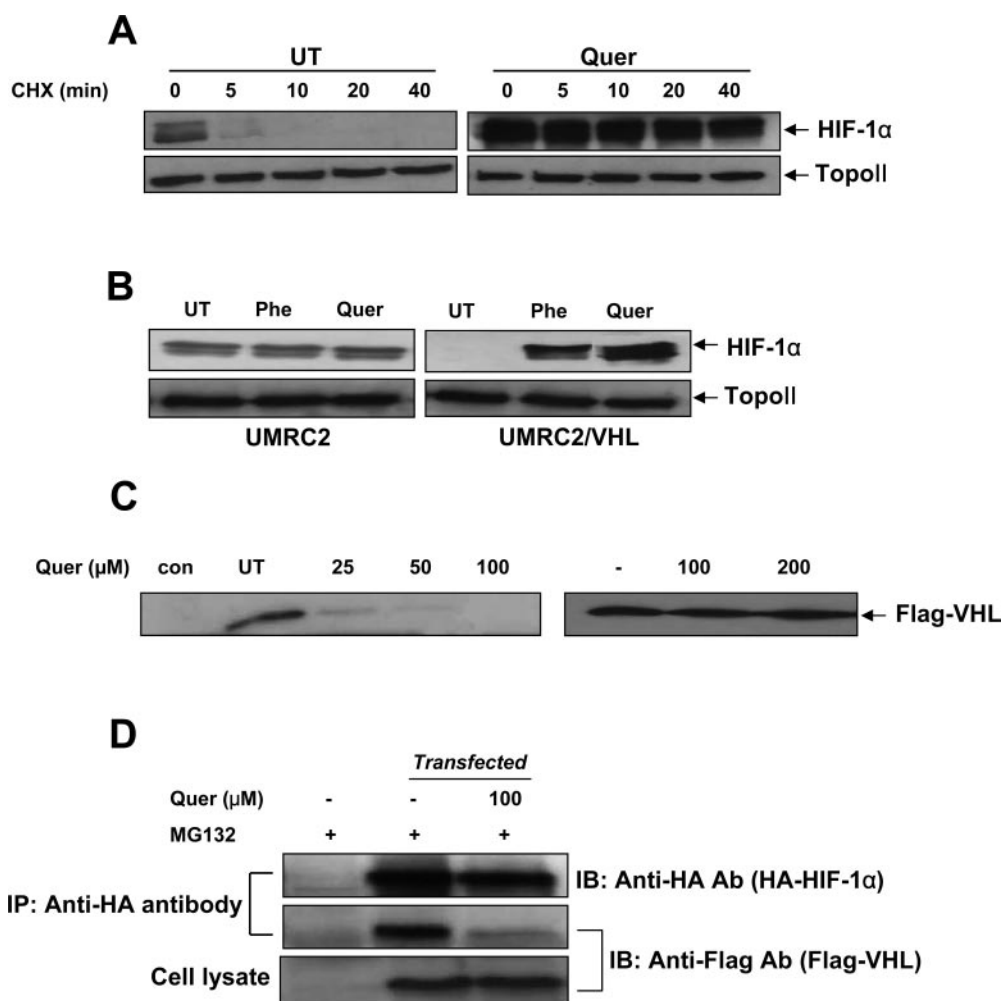 A
UT Quer
CHX (min) 0 5 10 20 40 0 5 10 20 40
← HIF-1α
← TopoII
B
UT Phe Quer UT Phe Quer
← HIF-1α
← TopoII
UMRC2 UMRC2/VHL
C
Quer (µM) con UT 25 50 100 - 100 200
← Flag-VHL
D
Transfected
Quer (µM) - - 100
MG132 + + +
IB: Anti-HA Ab (HA-HIF-1α)
IP: Anti-HA antibody
IB: Anti-Flag Ab (Flag-VHL)
Cell lysate